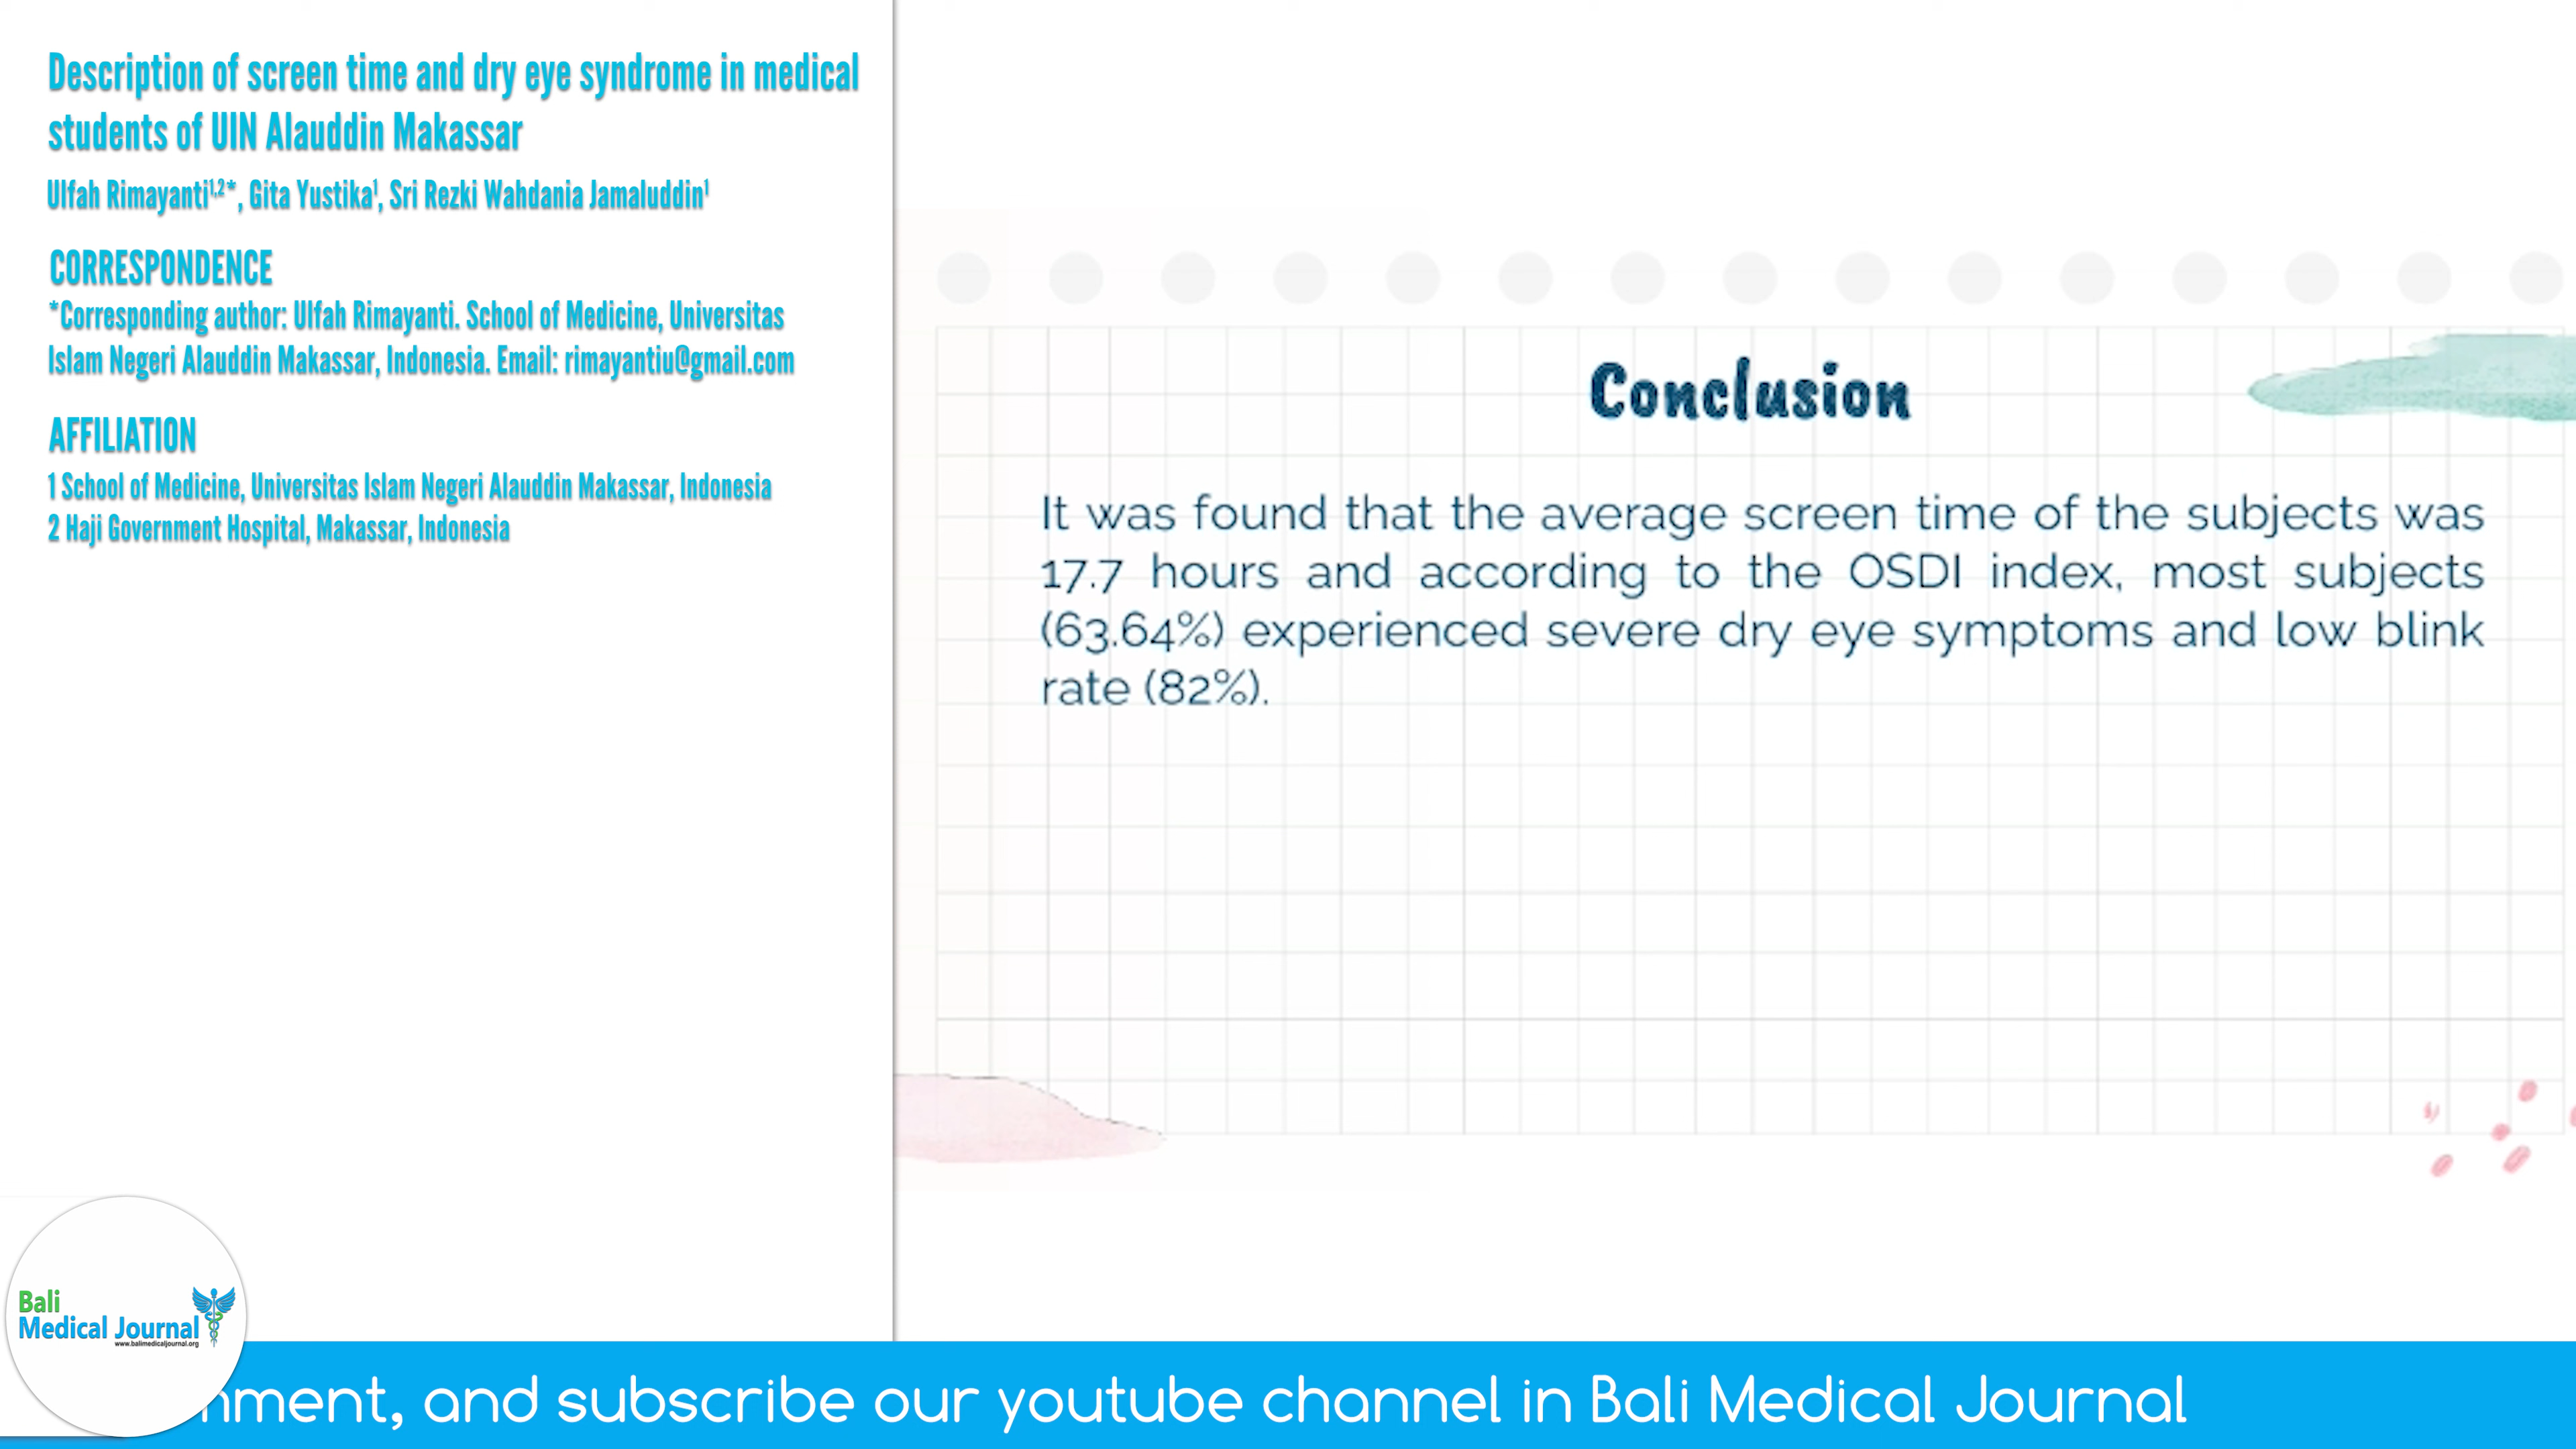 Description of screen time and dry eye syndrome in medical
students of UIN Alauddin Makassar
Ulfah Rimayanti1,2*, Gita Yustika1, Sri Rezki Wahdania Jamaluddin1
CORRESPONDENCE
*Corresponding author: Ulfah Rimayanti. School of Medicine, Universitas
Islam Negeri Alauddin Makassar, Indonesia. Email: rimayantiu@gmail.com
AFFILIATION
1 School of Medicine, Universitas Islam Negeri Alauddin Makassar, Indonesia
2 Haji Government Hospital, Makassar, Indonesia
Conclusion
It was found that the average screen time of the subjects was
17.7 hours and according to the OSDI index, most subjects
(63.64%) experienced severe dry eye symptoms and low blink
rate (82%).
Bali
Medical Journal
www.balimedicaljournal.org
and subscribe our youtube channel in Bali Medical Journal